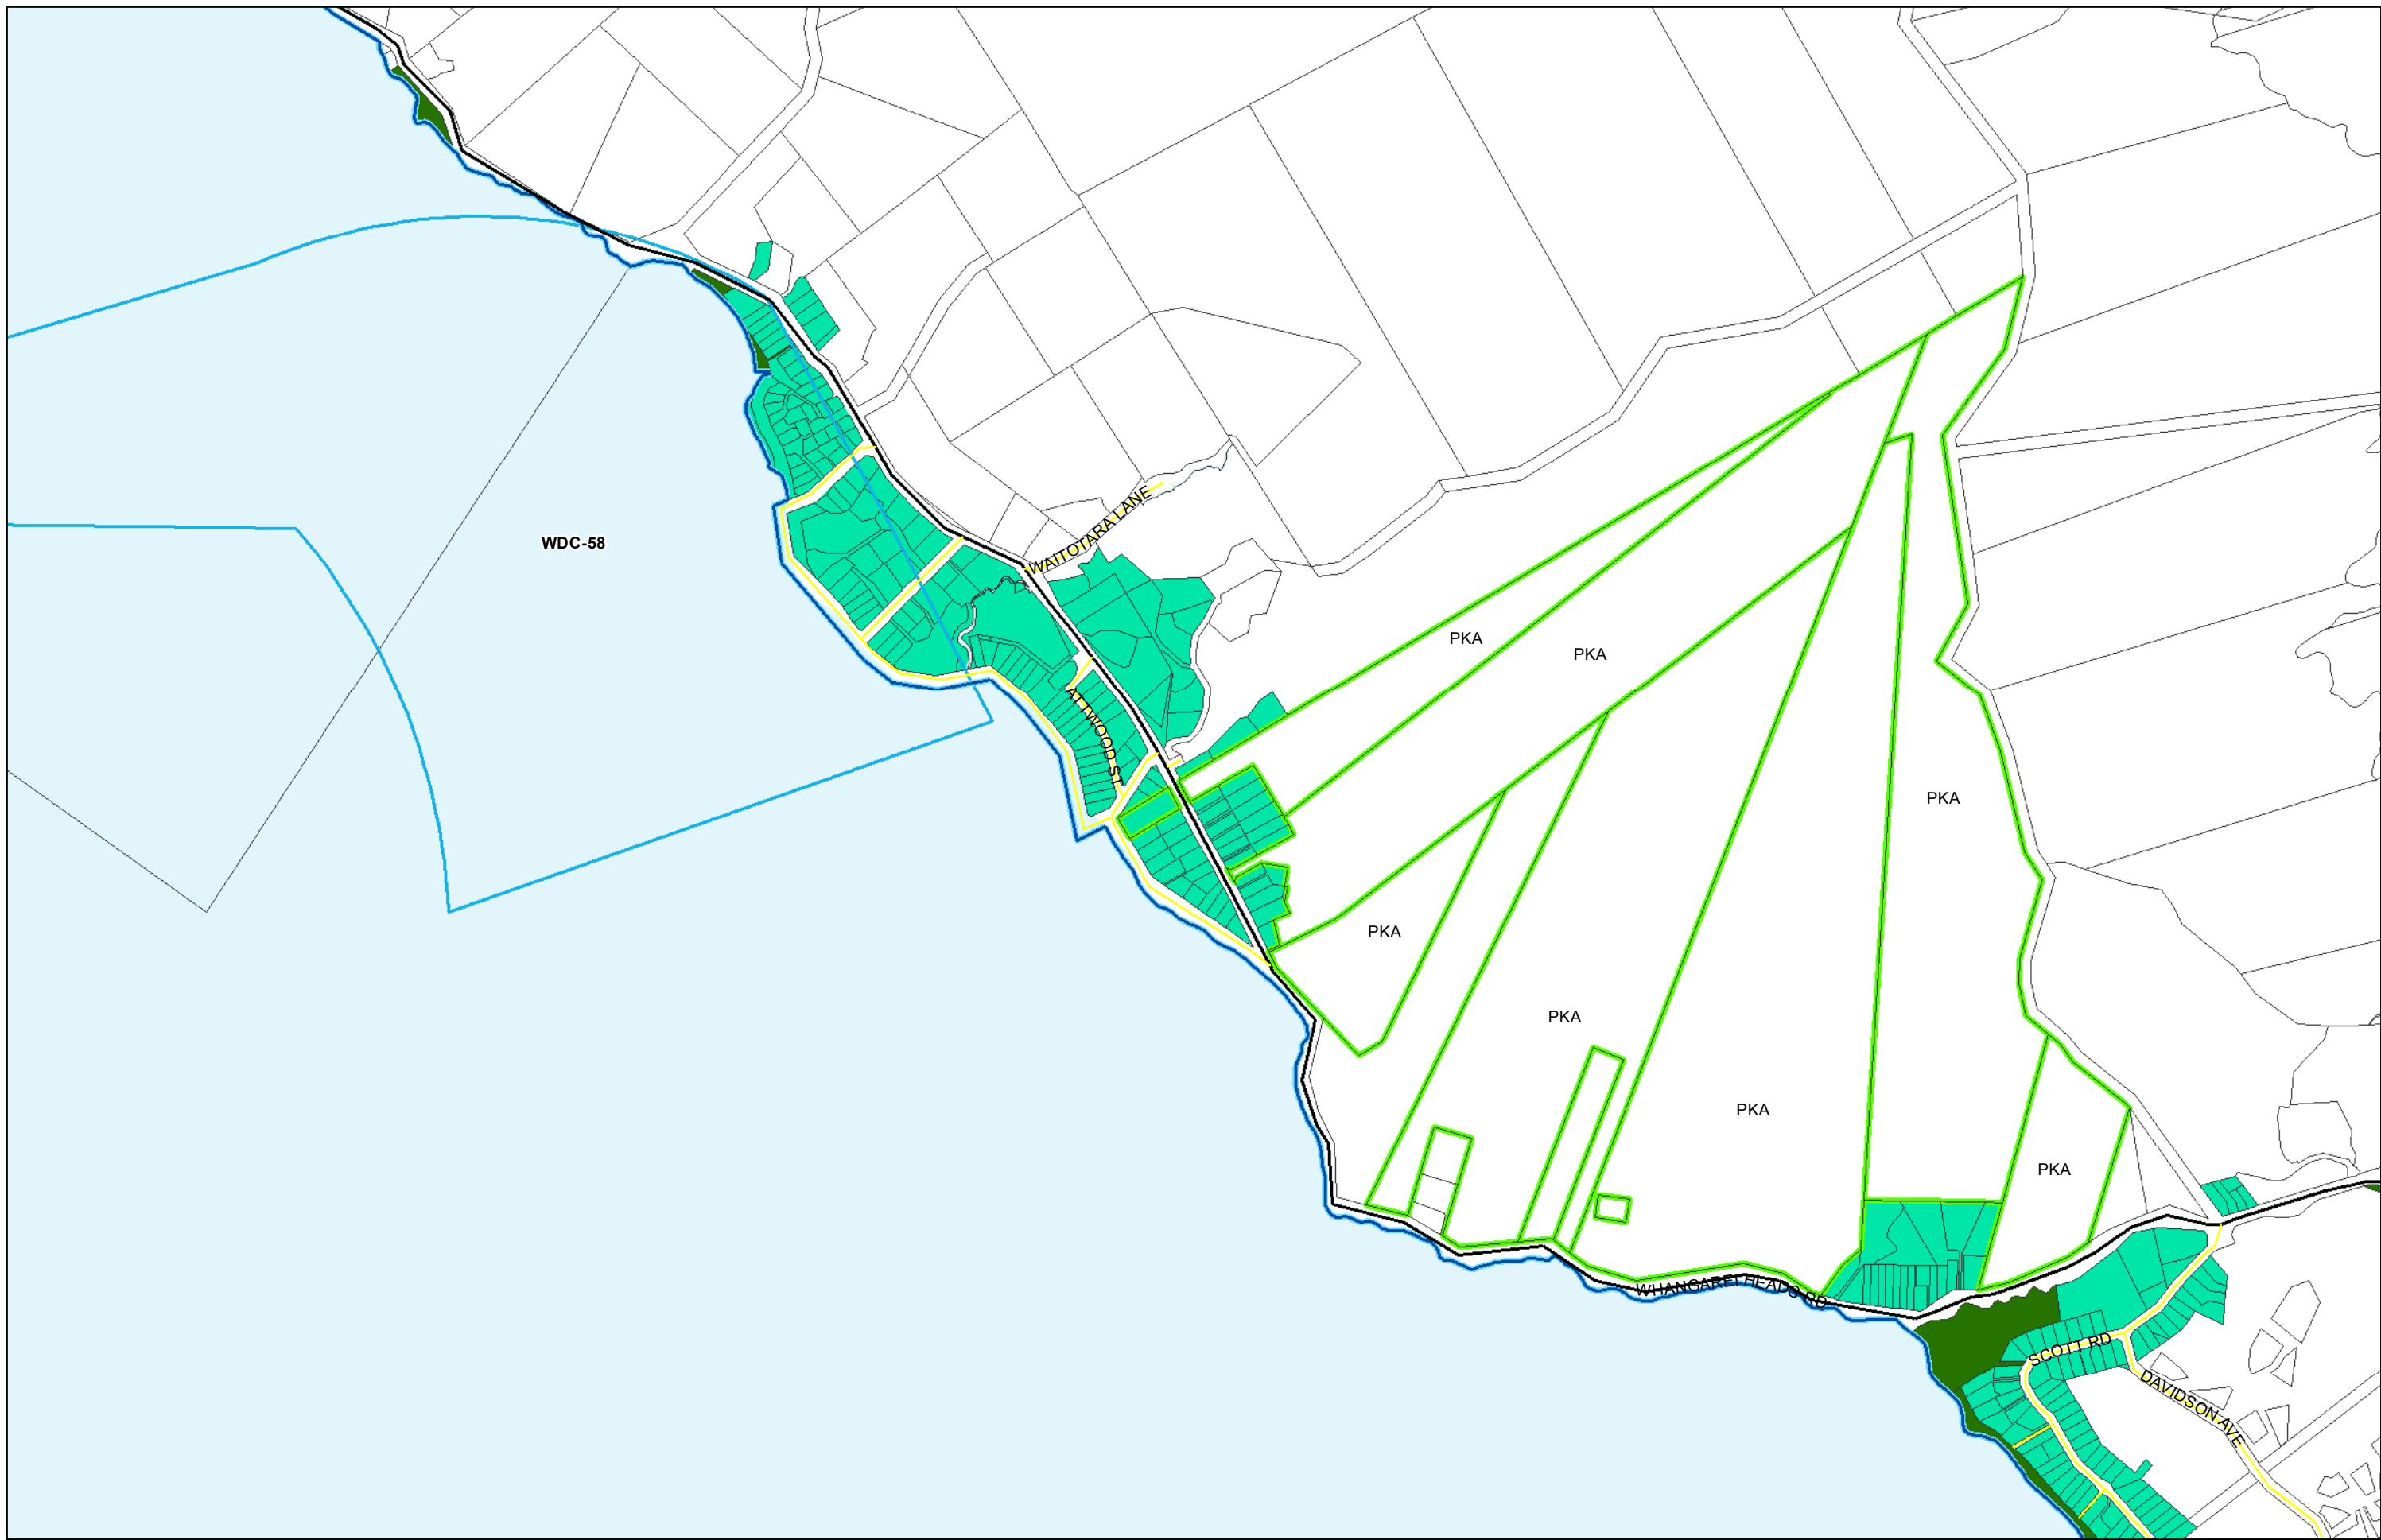 WAITOTARA LANE
WDC-58
PKA
PKA
ATTWOOD ST
PKA
PKA
PKA
PKA
PKA
WHANGAREI HEADS RD
SCOTT RD
DAVIDSON AVE